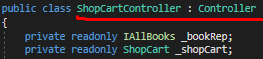 public class ShopCartController : Controller
{
private readonly IAllBooks _bookRep;
private readonly ShopCart _shopCart;